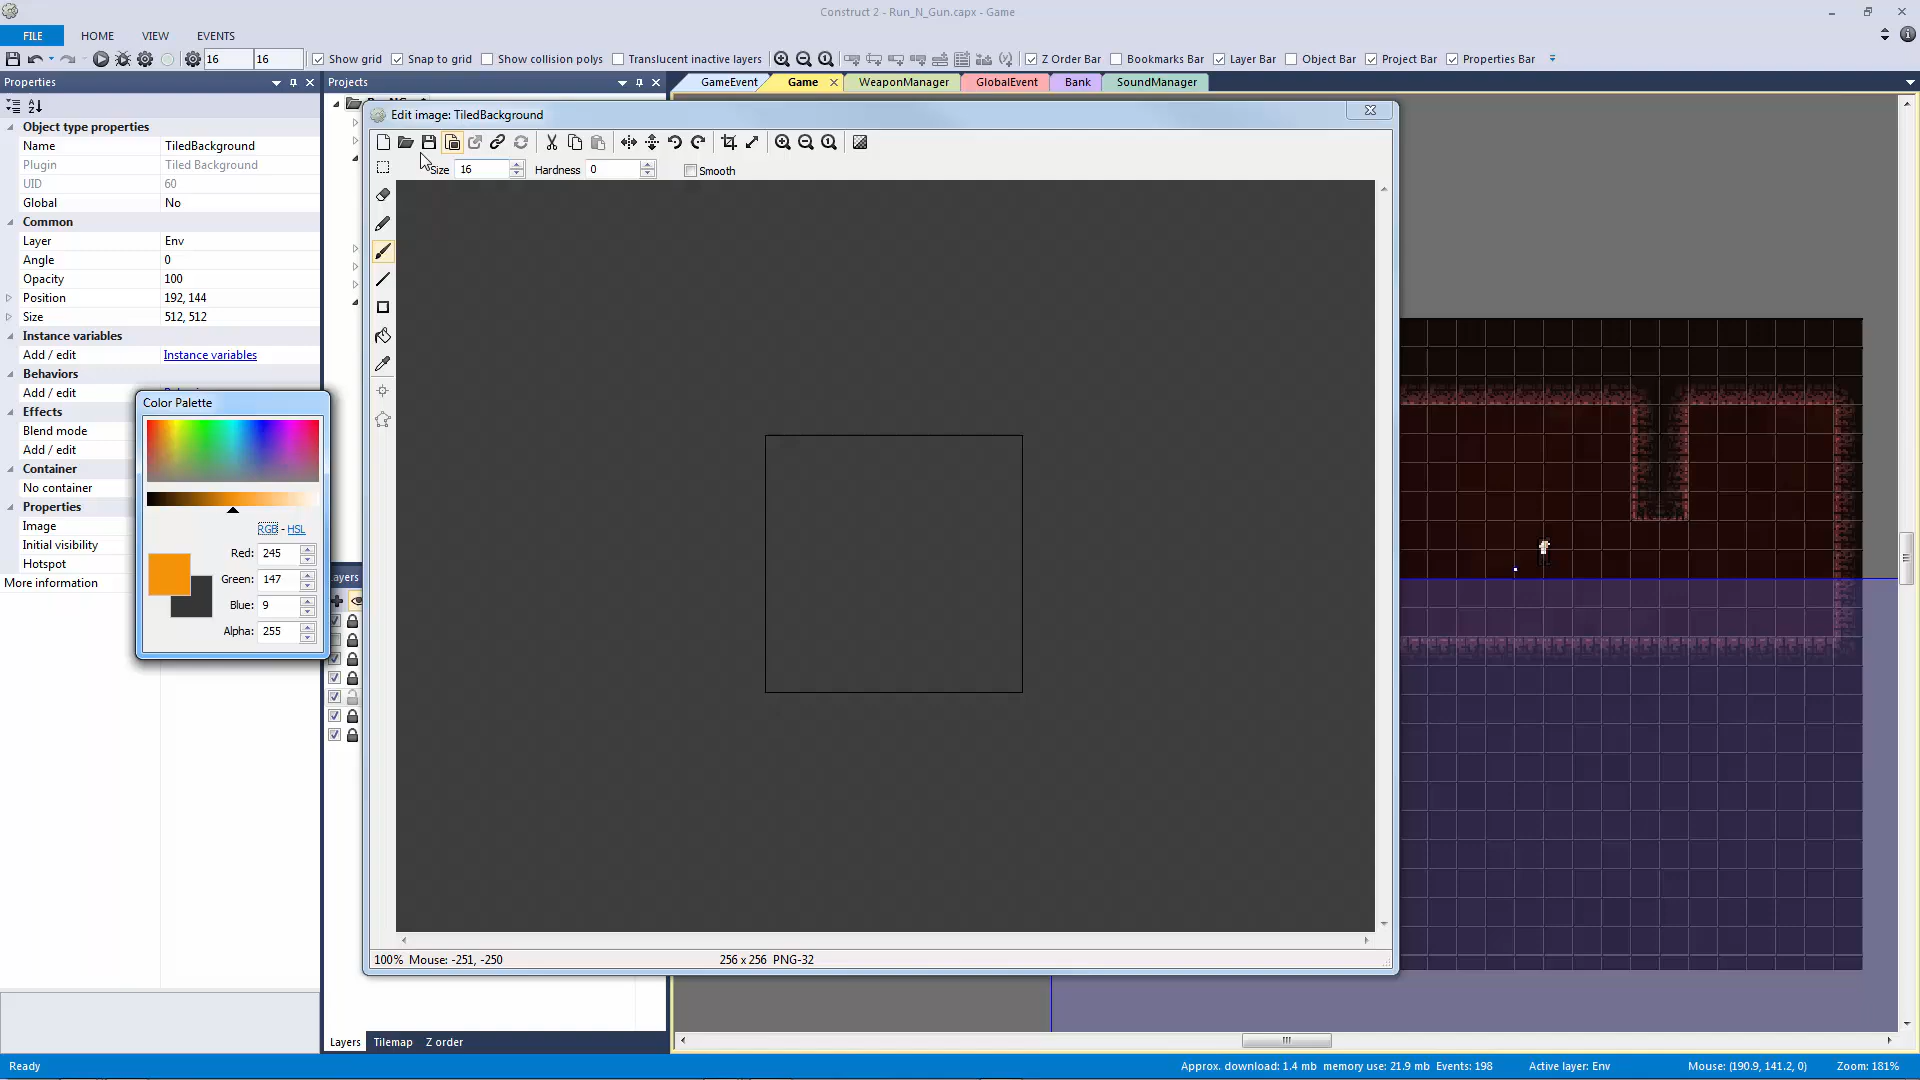 Construct 2 - Run_N_Gun.capx - Game
FILE HOME VIEW EVENTS
16 16 Show grid Snap to grid Show collision polys Translucent inactive layers Z Order Bar Bookmarks Bar Layer Bar Object Bar Project Bar Properties Bar
Properties
Projects
GameEvent Game WeaponManager GlobalEvent Bank SoundManager
Object type properties
Name TiledBackground
Plugin Tiled Background
UID 60
Global No
Common
Layer Env
Angle 0
Opacity 100
Position 192, 144
Size 512, 512
Instance variables
Add / edit Instance variables
Behaviors
Add / edit
Effects
Blend mode
Add / edit
Container
No container
Properties
Image
Initial visibility
Hotspot
More information
Color Palette
RGB - HSL
Red: 245
Green: 147
Blue: 9
Alpha: 255
Edit image: TiledBackground
Size 16 Hardness 0 Smooth
100% Mouse: -251, -250 256 x 256 PNG-32
Layers Tilemap Z order
Ready Approx. download: 1.4 mb memory use: 21.9 mb Events: 198 Active layer: Env Mouse: (190.9, 141.2, 0) Zoom: 181%